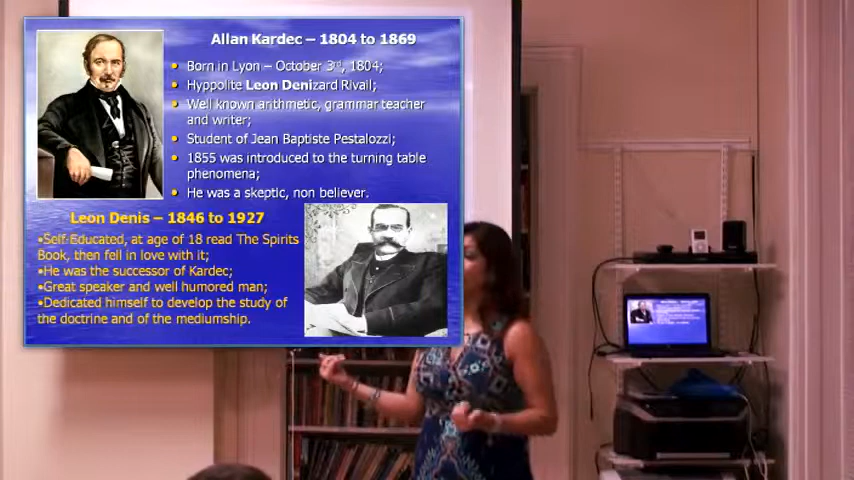 Allan Kardec – 1804 to 1869
• Born in Lyon – October 3rd, 1804;
• Hyppolite Leon Denizard Rivail;
• Well known arithmetic, grammar teacher
and writer;
• Student of Jean Baptiste Pestalozzi;
• 1855 was introduced to the turning table
phenomena;
• He was a skeptic, non believer.
Leon Denis – 1846 to 1927
•Self-Educated, at age of 18 read The Spirits
Book, then fell in love with it;
•He was the successor of Kardec;
•Great speaker and well humored man;
•Dedicated himself to develop the study of
the doctrine and of the mediumship.